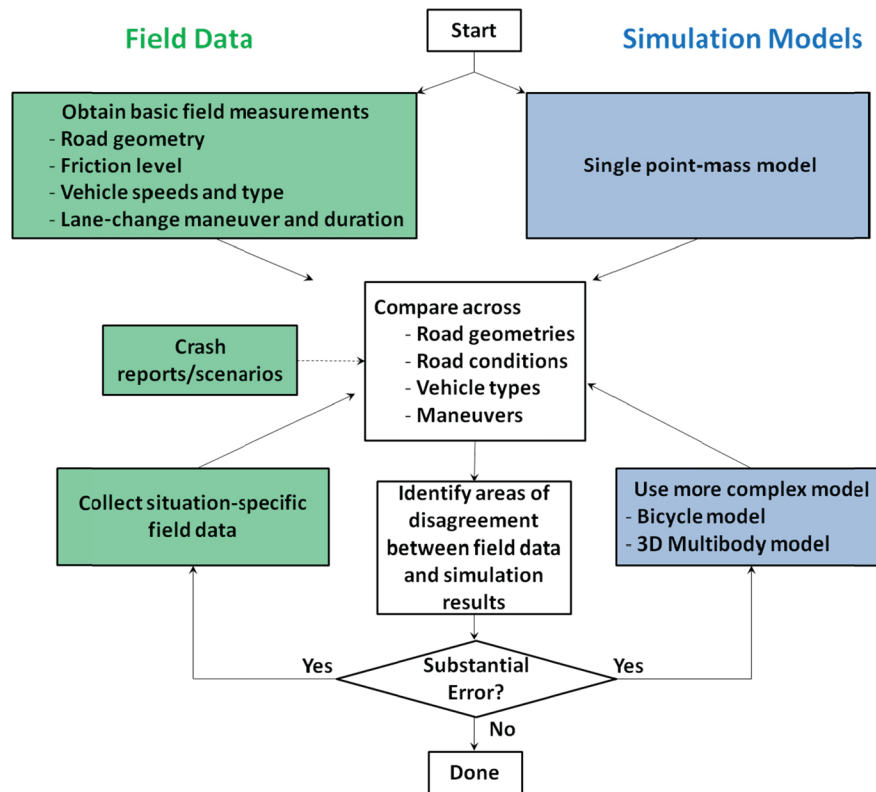 Field Data
Start
Simulation Models
Obtain basic field measurements
- Road geometry
- Friction level
- Vehicle speeds and type
- Lane-change maneuver and duration
Single point-mass model
Compare across
- Road geometries
- Road conditions
- Vehicle types
- Maneuvers
Crash
reports/scenarios
Collect situation-specific
field data
Identify areas of
disagreement
between field data
and simulation
results
Use more complex model
- Bicycle model
- 3D Multibody model
Yes
Substantial
Error?
Yes
No
Done